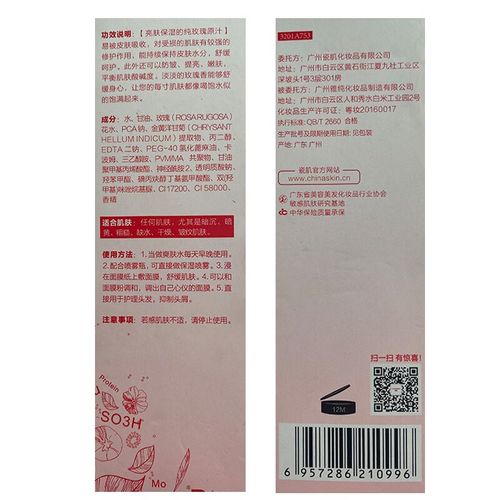 功效说明：【亮肤保湿的纯玫瑰原汁】
易被皮肤吸收，对受损的肌肤有较强的
修护作用，能持续保持皮肤水分，舒缓
呵护。此外还可以防皱、提亮、嫩肤，
平衡肌肤酸碱度。淡淡的玫瑰香能够舒
缓身心，让您的每寸肌肤都像喝饱水似
的饱满起来。
成分：水、甘油、玫瑰（ROSA RUGOSA）
花水、PCA钠、金黄洋甘菊（CHRYSANT
HELLUM INDICUM）提取物、丙二醇、
EDTA 二钠、PEG-40 氢化蓖麻油、卡
波姆、三乙醇胺、PVM/MA 共聚物、甘油
聚甲基丙烯酸酯、神经酰胺2、透明质酸钠、
羟苯甲酯、碘丙炔醇丁基氨甲酸酯、双(羟
甲基)咪唑烷基脲、CI 17200、CI 58000、
香精
适合肌肤：任何肌肤，尤其是暗沉、暗
黄、粗糙、缺水、干燥、皱纹肌肤
使用方法：1.当做爽肤水每天早晚使用。
2.配合喷雾瓶，可直接做保湿喷雾。3.浸
在面膜纸上敷面膜，舒缓肌肤。4.可以和
面膜粉调和，调出自己心仪的面膜。5.直
接用于护理头发，抑制头屑。
注意事项：若感肌肤不适，请停止使用。
Protein
SO3H
Mo
3201A753
委托方：广州瓷肌化妆品有限公司
地址：广州市白云区黄石街江夏九社工业区
深坡头1号3层301房
被委托方：广州雅纯化妆品制造有限公司
地址：广州市白云区人和秀水白米工业园2号
化妆品生产许可证号：粤妆20160171
执行标准：QB/T 2660 合格
生产批号及限期使用日期：见包装
产地：广东 广州
瓷肌官方网站
www.chinaskin.cn
广东省美容美发化妆品行业协会
敏感肌肤研究基地
中华保险质量承保
扫一扫 有惊喜！
12M
6 957286 210996